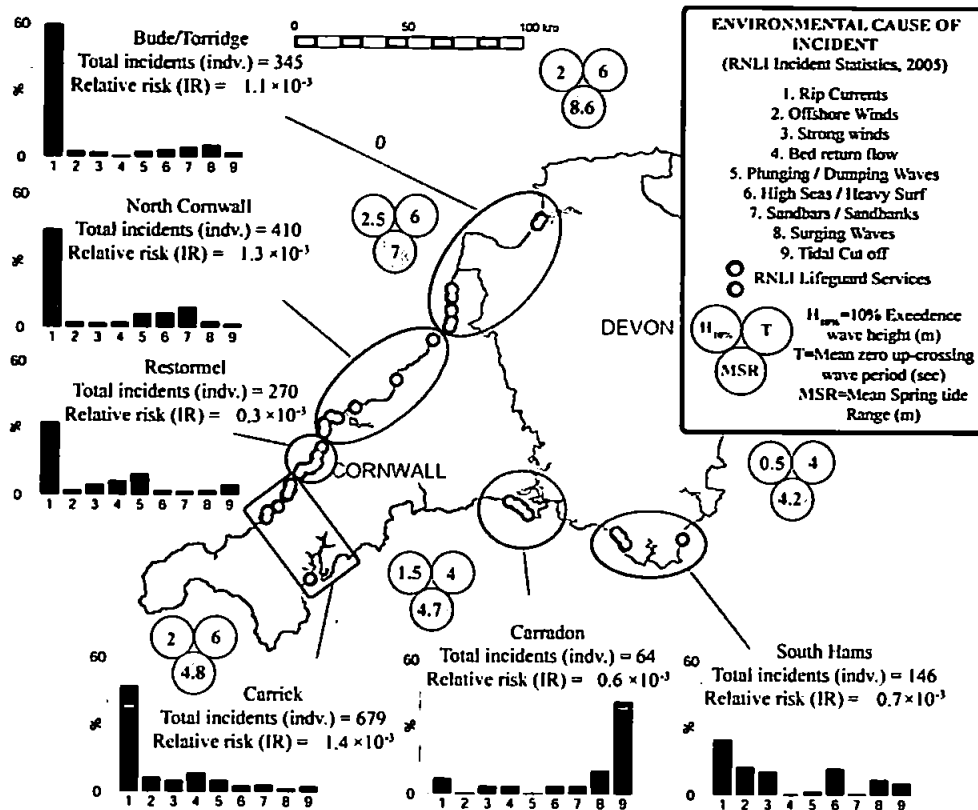 60
%
0
Bude/Torridge
Total incidents (indv.) = 345
Relative risk (IR) = 1.1 × 10⁻³
1 2 3 4 5 6 7 8 9
60
%
0
North Cornwall
Total incidents (indv.) = 410
Relative risk (IR) = 1.3 × 10⁻³
1 2 3 4 5 6 7 8 9
60
%
0
Restormel
Total incidents (indv.) = 270
Relative risk (IR) = 0.3 × 10⁻³
1 2 3 4 5 6 7 8 9
0 50 100 km
0
2 6
8.6
2.5 6
7
ENVIRONMENTAL CAUSE OF
INCIDENT
(RNLI Incident Statistics, 2005)
1. Rip Currents
2. Offshore Winds
3. Strong winds
4. Bed return flow
5. Plunging / Dumping Waves
6. High Seas / Heavy Surf
7. Sandbars / Sandbanks
8. Surging Waves
9. Tidal Cut off
RNLI Lifeguard Services
H₁₀% T
MSR
H₁₀%=10% Exeedence
wave height (m)
T=Mean zero up-crossing
wave period (sec)
MSR=Mean Spring tide
Range (m)
DEVON
CORNWALL
0.5 4
4.2
1.5 4
4.7
2 6
4.8
60
%
0
Carrick
Total incidents (indv.) = 679
Relative risk (IR) = 1.4 × 10⁻³
1 2 3 4 5 6 7 8 9
60
%
0
Carradon
Total incidents (indv.) = 64
Relative risk (IR) = 0.6 × 10⁻³
1 2 3 4 5 6 7 8 9
60
%
0
South Hams
Total incidents (indv.) = 146
Relative risk (IR) = 0.7 × 10⁻³
1 2 3 4 5 6 7 8 9